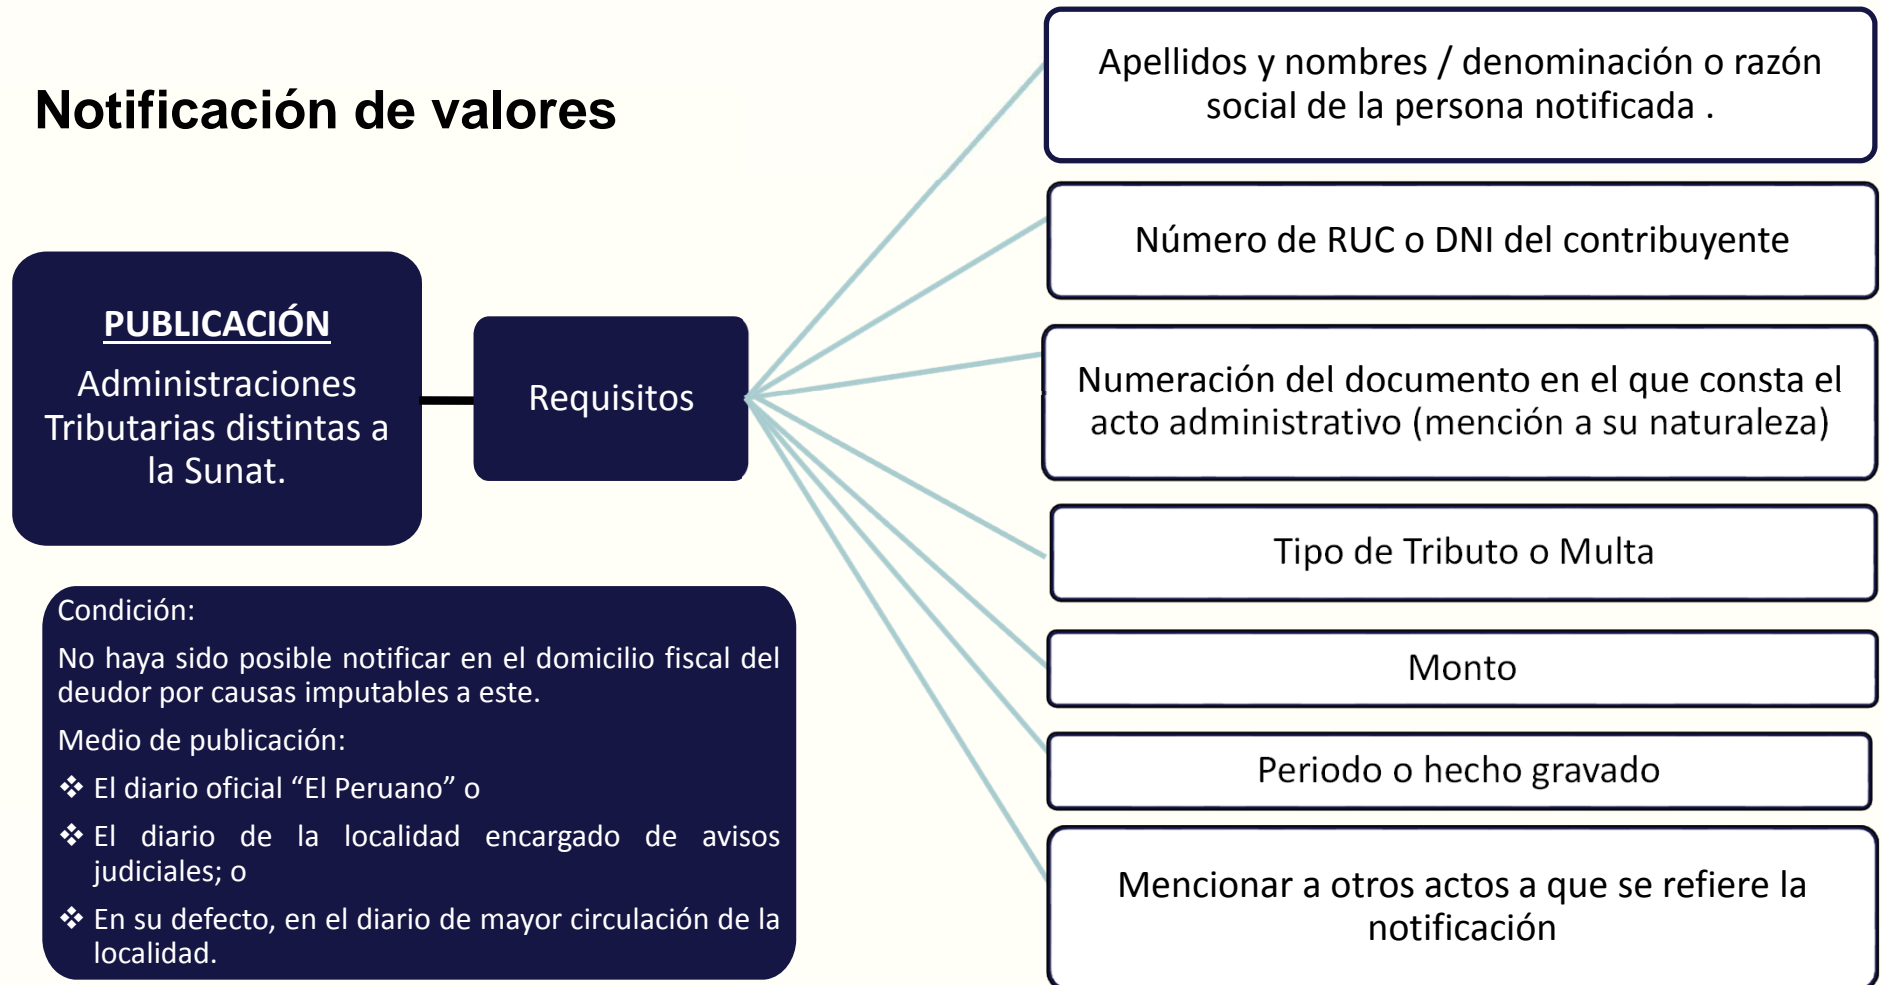 Notificación de valores
PUBLICACIÓN
Administraciones
Tributarias distintas a
la Sunat.
Requisitos
Condición:
No haya sido posible notificar en el domicilio fiscal del
deudor por causas imputables a este.
Medio de publicación:
❖ El diario oficial “El Peruano” o
❖ El diario de la localidad encargado de avisos
judiciales; o
❖ En su defecto, en el diario de mayor circulación de la
localidad.
Apellidos y nombres / denominación o razón
social de la persona notificada .
Número de RUC o DNI del contribuyente
Numeración del documento en el que consta el
acto administrativo (mención a su naturaleza)
Tipo de Tributo o Multa
Monto
Periodo o hecho gravado
Mencionar a otros actos a que se refiere la
notificación